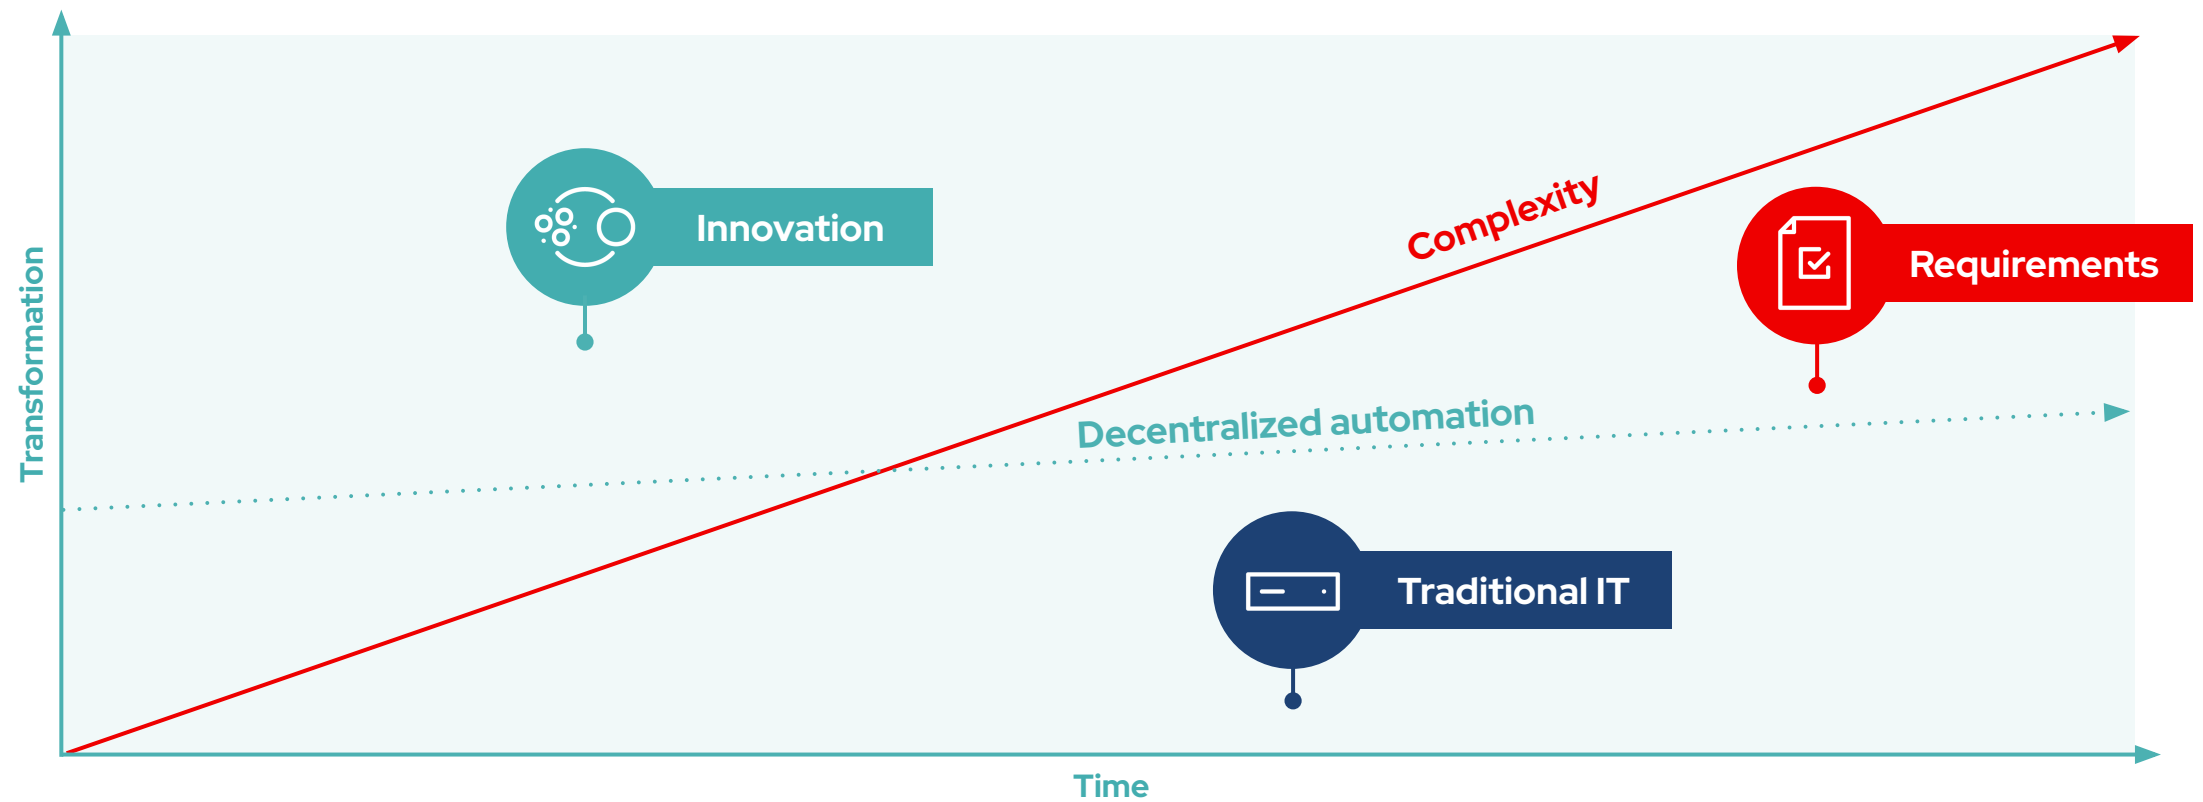 Transformation
Innovation
Complexity
Requirements
Decentralized automation
Traditional IT
Time